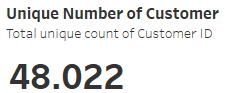 Unique Number of Customer
Total unique count of Customer ID
48.022